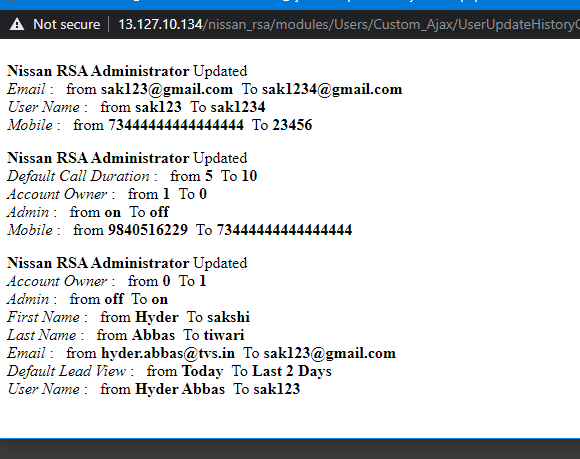 Not secure 13.127.10.134/nissan_rsa/modules/Users/Custom_Ajax/UserUpdateHistory
Nissan RSA Administrator Updated
Email : from sak123@gmail.com To sak1234@gmail.com
User Name : from sak123 To sak1234
Mobile : from 73444444444444444 To 23456
Nissan RSA Administrator Updated
Default Call Duration : from 5 To 10
Account Owner : from 1 To 0
Admin : from on To off
Mobile : from 9840516229 To 73444444444444444
Nissan RSA Administrator Updated
Account Owner : from 0 To 1
Admin : from off To on
First Name : from Hyder To sakshi
Last Name : from Abbas To tiwari
Email : from hyder.abbas@tvs.in To sak123@gmail.com
Default Lead View : from Today To Last 2 Days
User Name : from Hyder Abbas To sak123